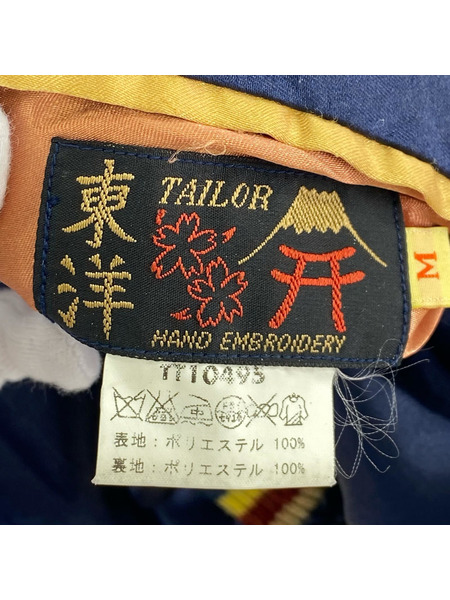 TAILOR
東洋
HAND EMBROIDERY
M
TT10495
表地：ポリエステル 100%
裏地：ポリエステル 100%